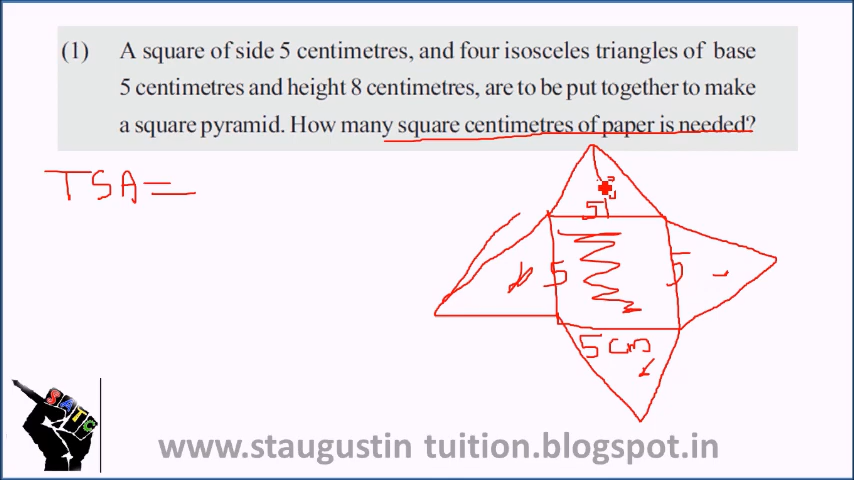 (1) A square of side 5 centimetres, and four isosceles triangles of base
5 centimetres and height 8 centimetres, are to be put together to make
a square pyramid. How many square centimetres of paper is needed?
TSA =
5
5 5
5 cm
SATC
www.staugustin tuition.blogspot.in